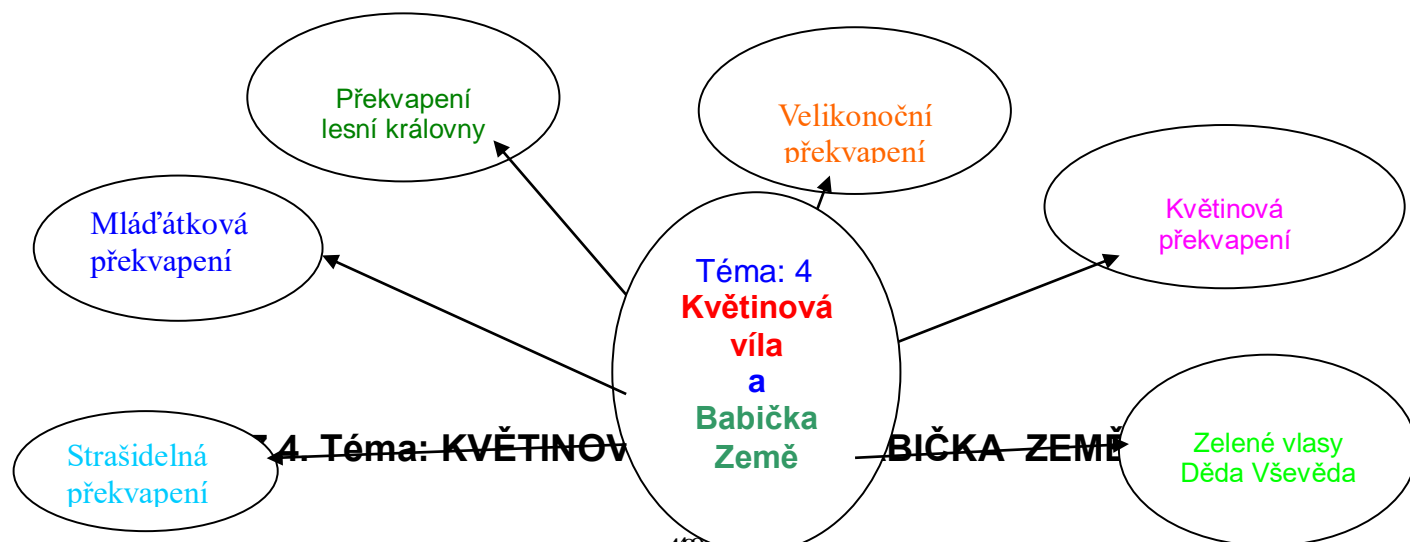 Překvapení
lesní královny
Velikonoční
překvapení
Mláďátková
překvapení
Květinová
překvapení
Téma: 4
Květinová
víla
a
Babička
Země
4. Téma: KVĚTINOV BIČKA ZEMĚ
Strašidelná
překvapení
Zelené vlasy
Děda Vševěda